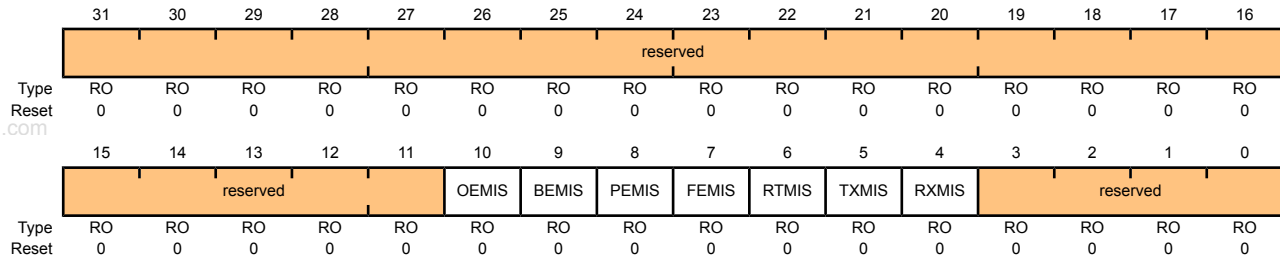 31 30 29 28 27 26 25 24 23 22 21 20 19 18 17 16
reserved
Type RO RO RO RO RO RO RO RO RO RO RO RO RO RO RO RO
Reset 0 0 0 0 0 0 0 0 0 0 0 0 0 0 0 0
.com
15 14 13 12 11 10 9 8 7 6 5 4 3 2 1 0
reserved OEMIS BEMIS PEMIS FEMIS RTMIS TXMIS RXMIS reserved
Type RO RO RO RO RO RO RO RO RO RO RO RO RO RO RO RO
Reset 0 0 0 0 0 0 0 0 0 0 0 0 0 0 0 0